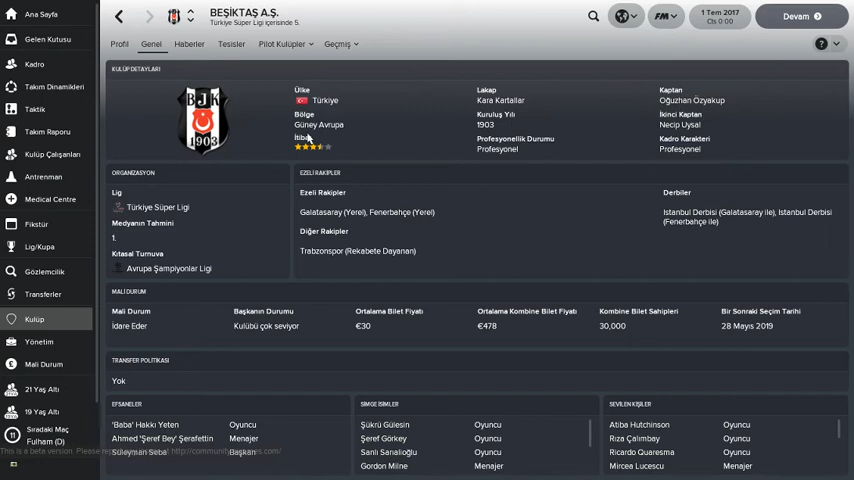 Ana Sayfa
Gelen Kutusu
Kadro
Takım Dinamikleri
Taktik
Takım Raporu
Kulüp Çalışanları
Antrenman
Medical Centre
Fikstür
Lig/Kupa
Gözlemcilik
Transferler
Kulüp
Yönetim
Mali Durum
21 Yaş Altı
19 Yaş Altı
Sıradaki Maç
Fulham (D)
BEŞİKTAŞ A.Ş.
Türkiye Süper Ligi içerisinde 5.
FM
1 Tem 2017
Cts 0:00
Devam
Profil Genel Haberler Tesisler Pilot Kulüpler Geçmiş
?
KULÜP DETAYLARI
BJK
1903
Ülke
Türkiye
Bölge
Güney Avrupa
Lakap
Kara Kartallar
Kuruluş Yılı
1903
Profesyonellik Durumu
Profesyonel
Kaptan
Oğuzhan Özyakup
İkinci Kaptan
Necip Uysal
Kadro Karakteri
Profesyonel
ORGANİZASYON
Lig
Türkiye Süper Ligi
Medyanın Tahmini
1.
Kıtasal Turnuva
Avrupa Şampiyonlar Ligi
EZELİ RAKİPLER
Ezeli Rakipler
Galatasaray (Yerel), Fenerbahçe (Yerel)
Diğer Rakipler
Trabzonspor (Rekabete Dayanan)
Derbiler
Istanbul Derbisi (Galatasaray ile), Istanbul Derbisi
(Fenerbahçe ile)
MALİ DURUM
Mali Durum Başkanın Durumu Ortalama Bilet Fiyatı Ortalama Kombine Bilet Fiyatı Kombine Bilet Sahipleri Bir Sonraki Seçim Tarihi
İdare Eder Kulübü çok seviyor €30 €478 30,000 28 Mayıs 2019
TRANSFER POLİTİKASI
Yok
EFSANELER
'Baba' Hakkı Yeten Oyuncu
Ahmed 'Şeref Bey' Şerafettin Menajer
Süleyman Seba Başkan
SİMGE İSİMLER
Şükrü Gülesin Oyuncu
Şeref Görkey Oyuncu
Sanlı Sarıalioğlu Oyuncu
Gordon Milne Menajer
SEVİLEN KİŞİLER
Atiba Hutchinson Oyuncu
Rıza Çalımbay Oyuncu
Ricardo Quaresma Oyuncu
Mircea Lucescu Menajer